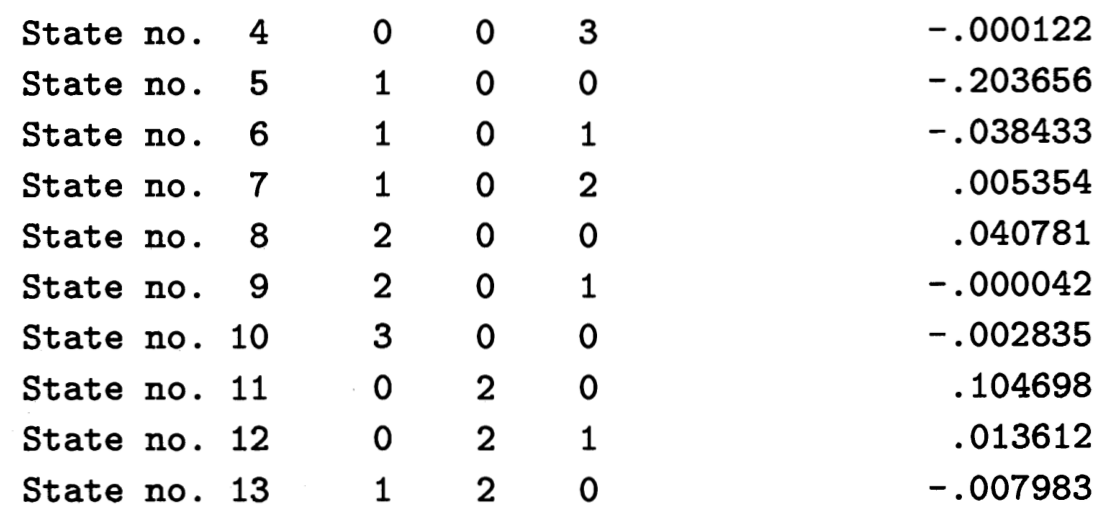 State no. 4 0 0 3 -.000122
State no. 5 1 0 0 -.203656
State no. 6 1 0 1 -.038433
State no. 7 1 0 2 .005354
State no. 8 2 0 0 .040781
State no. 9 2 0 1 -.000042
State no. 10 3 0 0 -.002835
State no. 11 0 2 0 .104698
State no. 12 0 2 1 .013612
State no. 13 1 2 0 -.007983